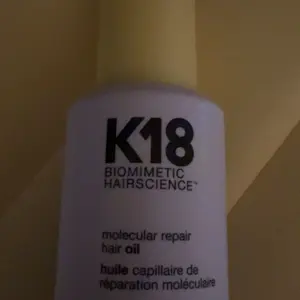 K18
BIOMIMETIC
HAIRSCIENCE™
molecular repair
hair oil
huile capillaire de
réparation moléculaire